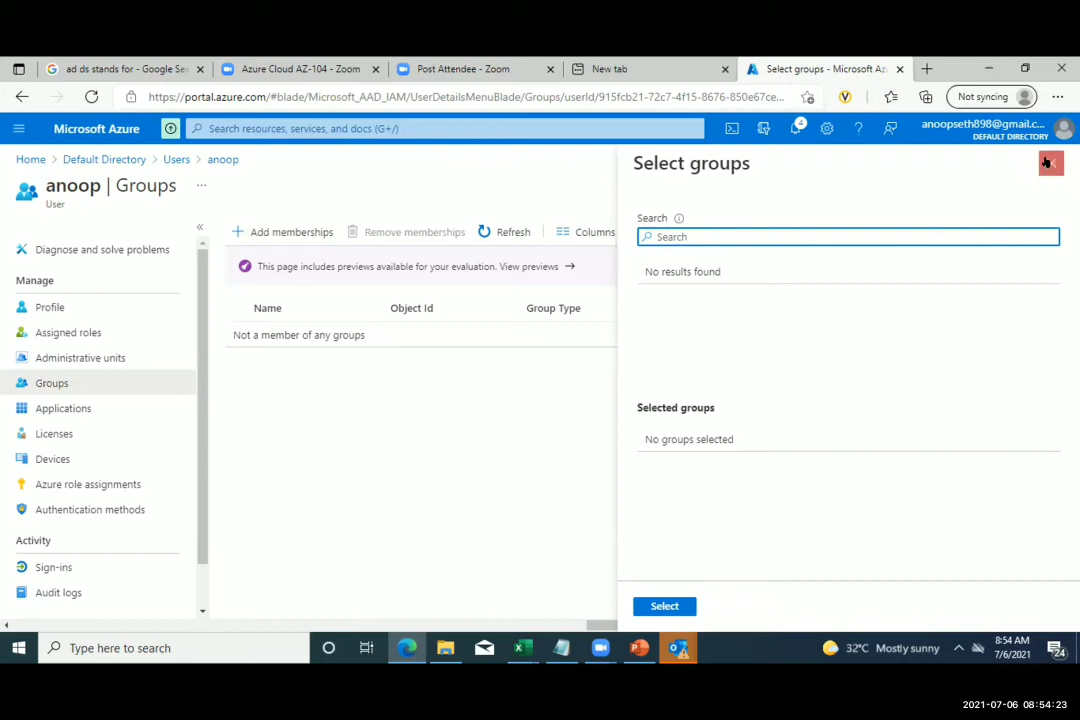 ad ds stands for - Google Se
Azure Cloud AZ-104 - Zoom
Post Attendee - Zoom
New tab
Select groups - Microsoft Az
https://portal.azure.com/#blade/Microsoft_AAD_IAM/UserDetailsMenuBlade/Groups/userId/915fcb21-72c7-4f15-8676-850e67ce...
Not syncing
Microsoft Azure
Search resources, services, and docs (G+/)
4
anoopseth898@gmail.c...
DEFAULT DIRECTORY
Home > Default Directory > Users > anoop
anoop | Groups ...
User
Select groups
Search
Search
No results found
Selected groups
No groups selected
Select
Add memberships
Remove memberships
Refresh
Columns
This page includes previews available for your evaluation. View previews →
Name
Object Id
Group Type
Not a member of any groups
Diagnose and solve problems
Manage
Profile
Assigned roles
Administrative units
Groups
Applications
Licenses
Devices
Azure role assignments
Authentication methods
Activity
Sign-ins
Audit logs
Type here to search
32°C Mostly sunny
8:54 AM
7/6/2021
24
2021-07-06 08:54:23